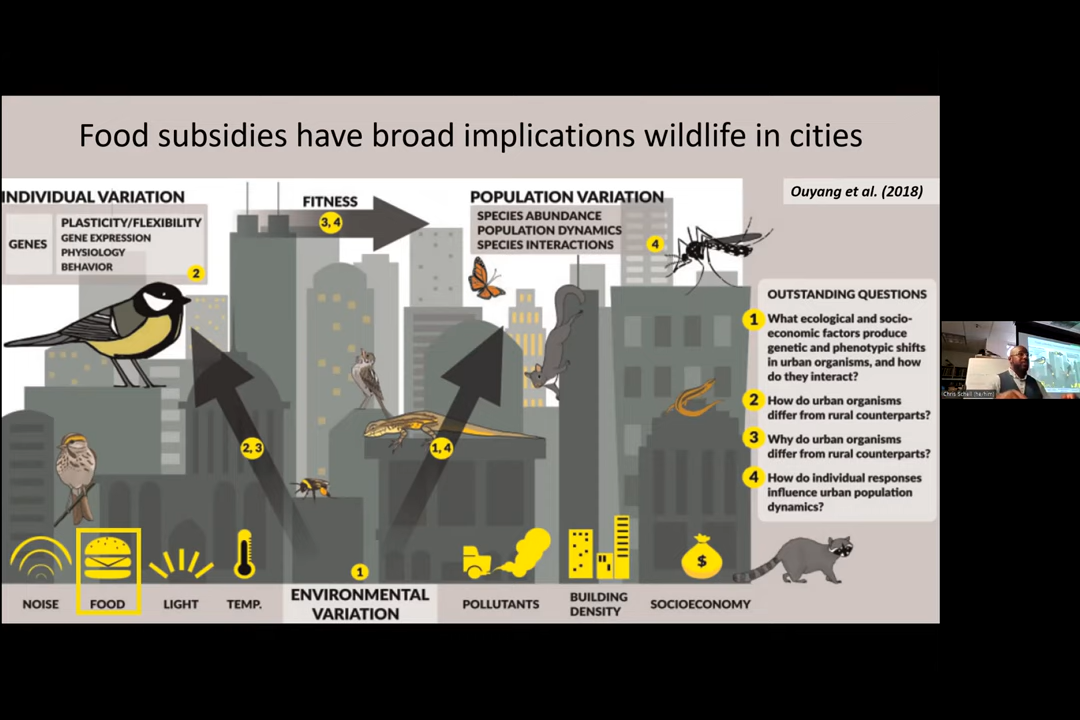 Food subsidies have broad implications wildlife in cities
Ouyang et al. (2018)
INDIVIDUAL VARIATION
GENES
PLASTICITY/FLEXIBILITY
GENE EXPRESSION
PHYSIOLOGY
BEHAVIOR
2
FITNESS
3, 4
POPULATION VARIATION
SPECIES ABUNDANCE
POPULATION DYNAMICS
SPECIES INTERACTIONS
4
2, 3
1, 4
OUTSTANDING QUESTIONS
1 What ecological and socio-
economic factors produce
genetic and phenotypic shifts
in urban organisms, and how
do they interact?
2 How do urban organisms
differ from rural counterparts?
3 Why do urban organisms
differ from rural counterparts?
4 How do individual responses
influence urban population
dynamics?
1
$
NOISE
FOOD
LIGHT
TEMP.
ENVIRONMENTAL
VARIATION
POLLUTANTS
BUILDING
DENSITY
SOCIOECONOMY
Chris Schell (he/him)